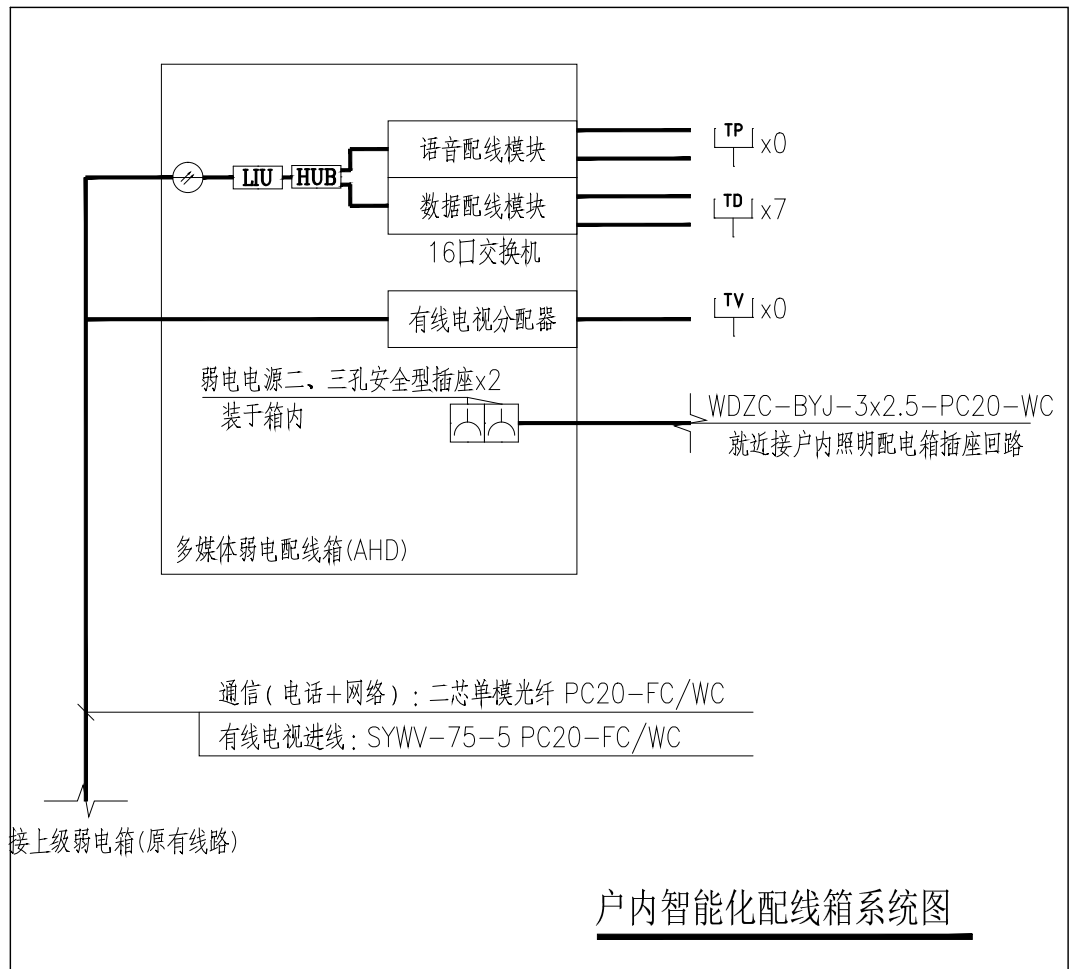 语音配线模块
TP x0
LIU HUB
数据配线模块
TD x7
16口交换机
有线电视分配器
TV x0
弱电电源二、三孔安全型插座x2
装于箱内
WDZC-BYJ-3x2.5-PC20-WC
就近接户内照明配电箱插座回路
多媒体弱电配线箱(AHD)
通信(电话+网络):二芯单模光纤 PC20-FC/WC
有线电视进线:SYWV-75-5 PC20-FC/WC
接上级弱电箱(原有线路)
户内智能化配线箱系统图